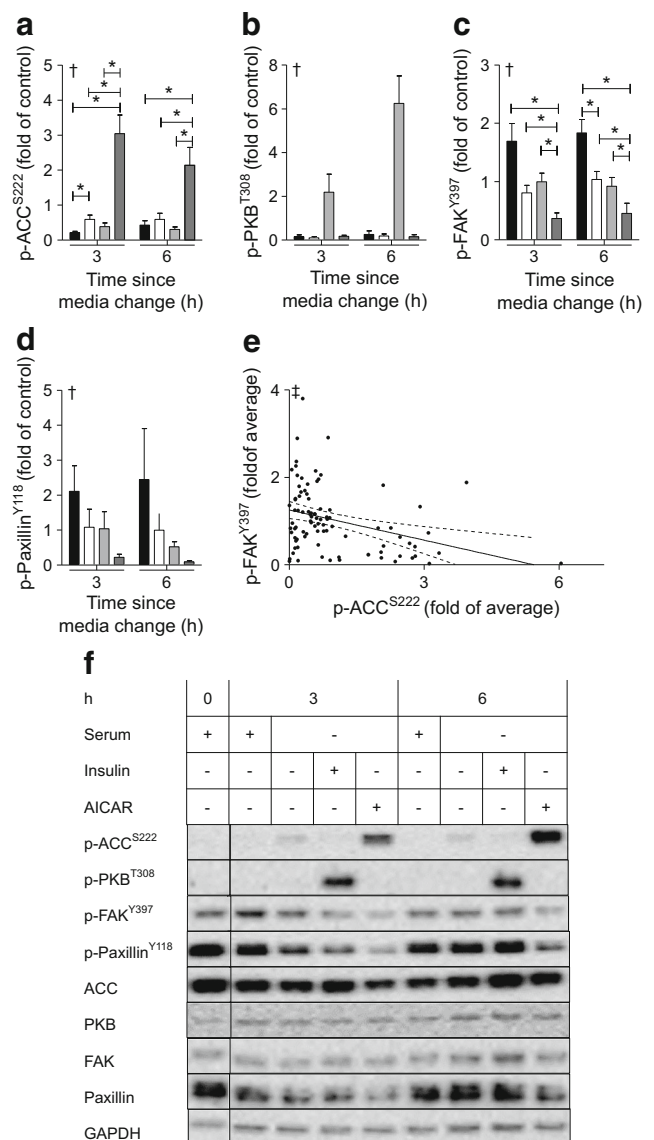 a
5
4
3
2
1
0
†
*
*
*
*
*
*
*
p-ACC^S222 (fold of control)
3 6
Time since
media change (h)
b
8
6
4
2
0
†
p-PKB^T308 (fold of control)
3 6
Time since
media change (h)
c
3
2
1
0
†
*
*
*
*
*
*
*
p-FAK^Y397 (fold of control)
3 6
Time since
media change (h)
d
5
4
3
2
1
0
†
p-Paxillin^Y118 (fold of control)
3 6
Time since
media change (h)
e
4
2
0
‡
p-FAK^Y397 (foldof average)
0 3 6
p-ACC^S222 (fold of average)
f
h 0 3 6
Serum + + - + -
Insulin - - - + - - - + -
AICAR - - - - + - - - +
p-ACC^S222
p-PKB^T308
p-FAK^Y397
p-Paxillin^Y118
ACC
PKB
FAK
Paxillin
GAPDH